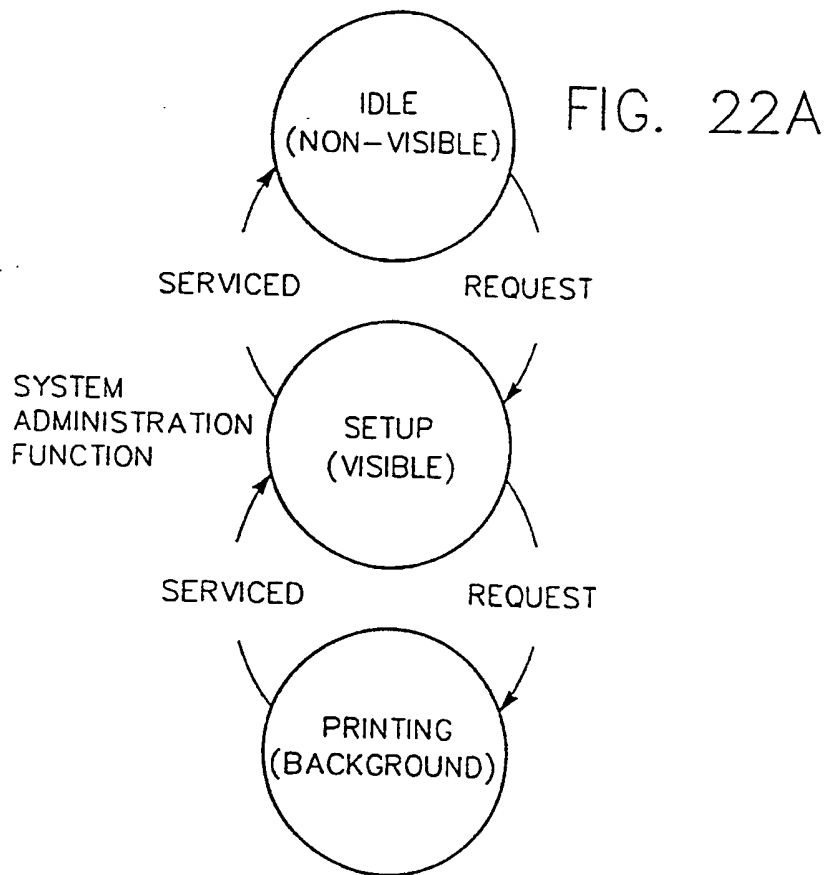 FIG. 22A
IDLE
(NON-VISIBLE)
SERVICED
REQUEST
SYSTEM
ADMINISTRATION
FUNCTION
SETUP
(VISIBLE)
SERVICED
REQUEST
PRINTING
(BACKGROUND)